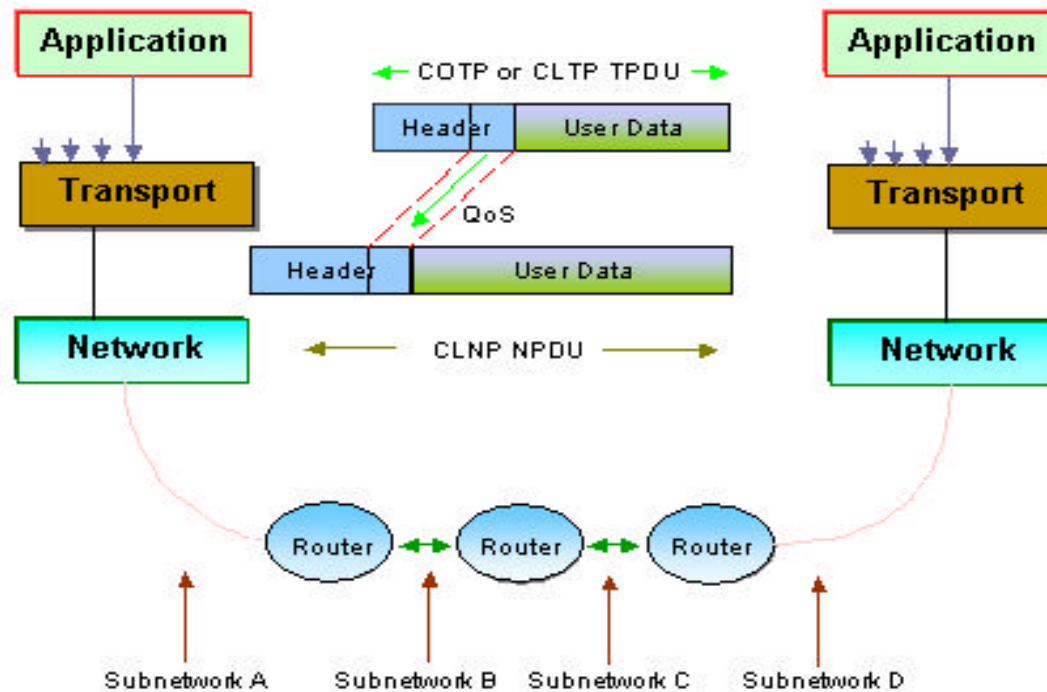 Application
Application
COTP or CLTP TPDU
Header
User Data
Transport
Transport
QoS
Header
User Data
Network
CLNP NPDU
Network
Router
Router
Router
Subnetwork A
Subnetwork B
Subnetwork C
Subnetwork D